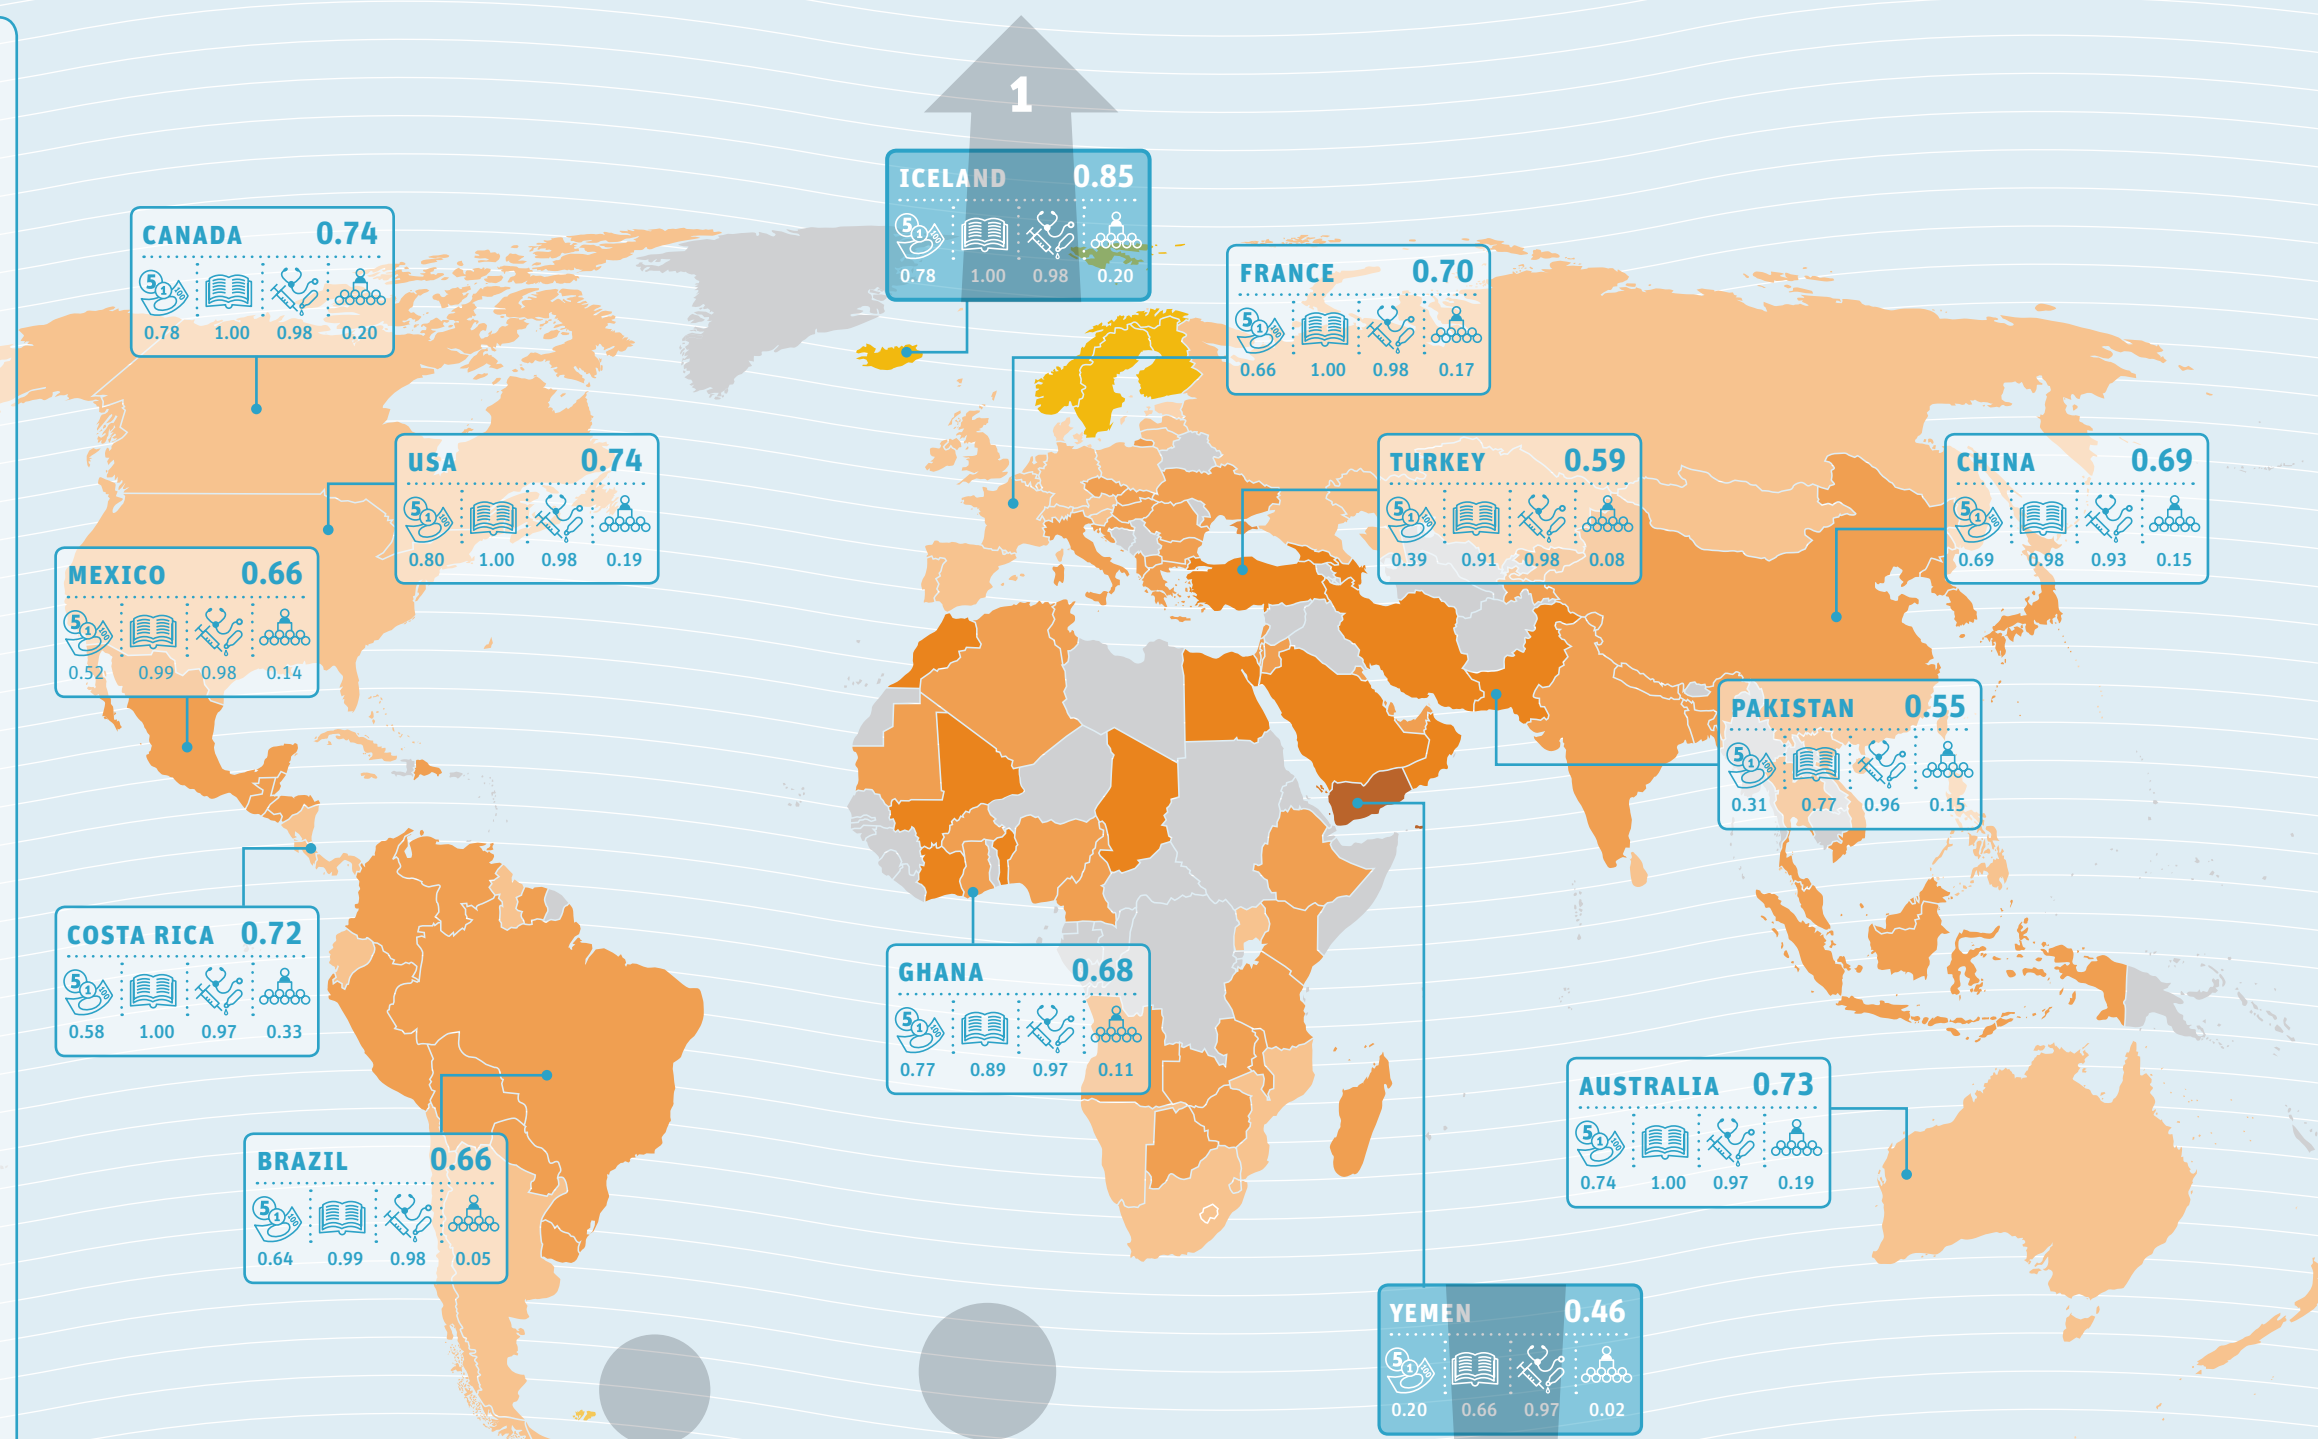 1
ICELAND 0.85
0.78 1.00 0.98 0.20
CANADA 0.74
0.78 1.00 0.98 0.20
FRANCE 0.70
0.66 1.00 0.98 0.17
USA 0.74
0.80 1.00 0.98 0.19
TURKEY 0.59
0.39 0.91 0.98 0.08
CHINA 0.69
0.69 0.98 0.93 0.15
MEXICO 0.66
0.52 0.99 0.98 0.14
PAKISTAN 0.55
0.31 0.77 0.96 0.15
COSTA RICA 0.72
0.58 1.00 0.97 0.33
GHANA 0.68
0.77 0.89 0.97 0.11
AUSTRALIA 0.73
0.74 1.00 0.97 0.19
BRAZIL 0.66
0.64 0.99 0.98 0.05
YEMEN 0.46
0.20 0.66 0.97 0.02